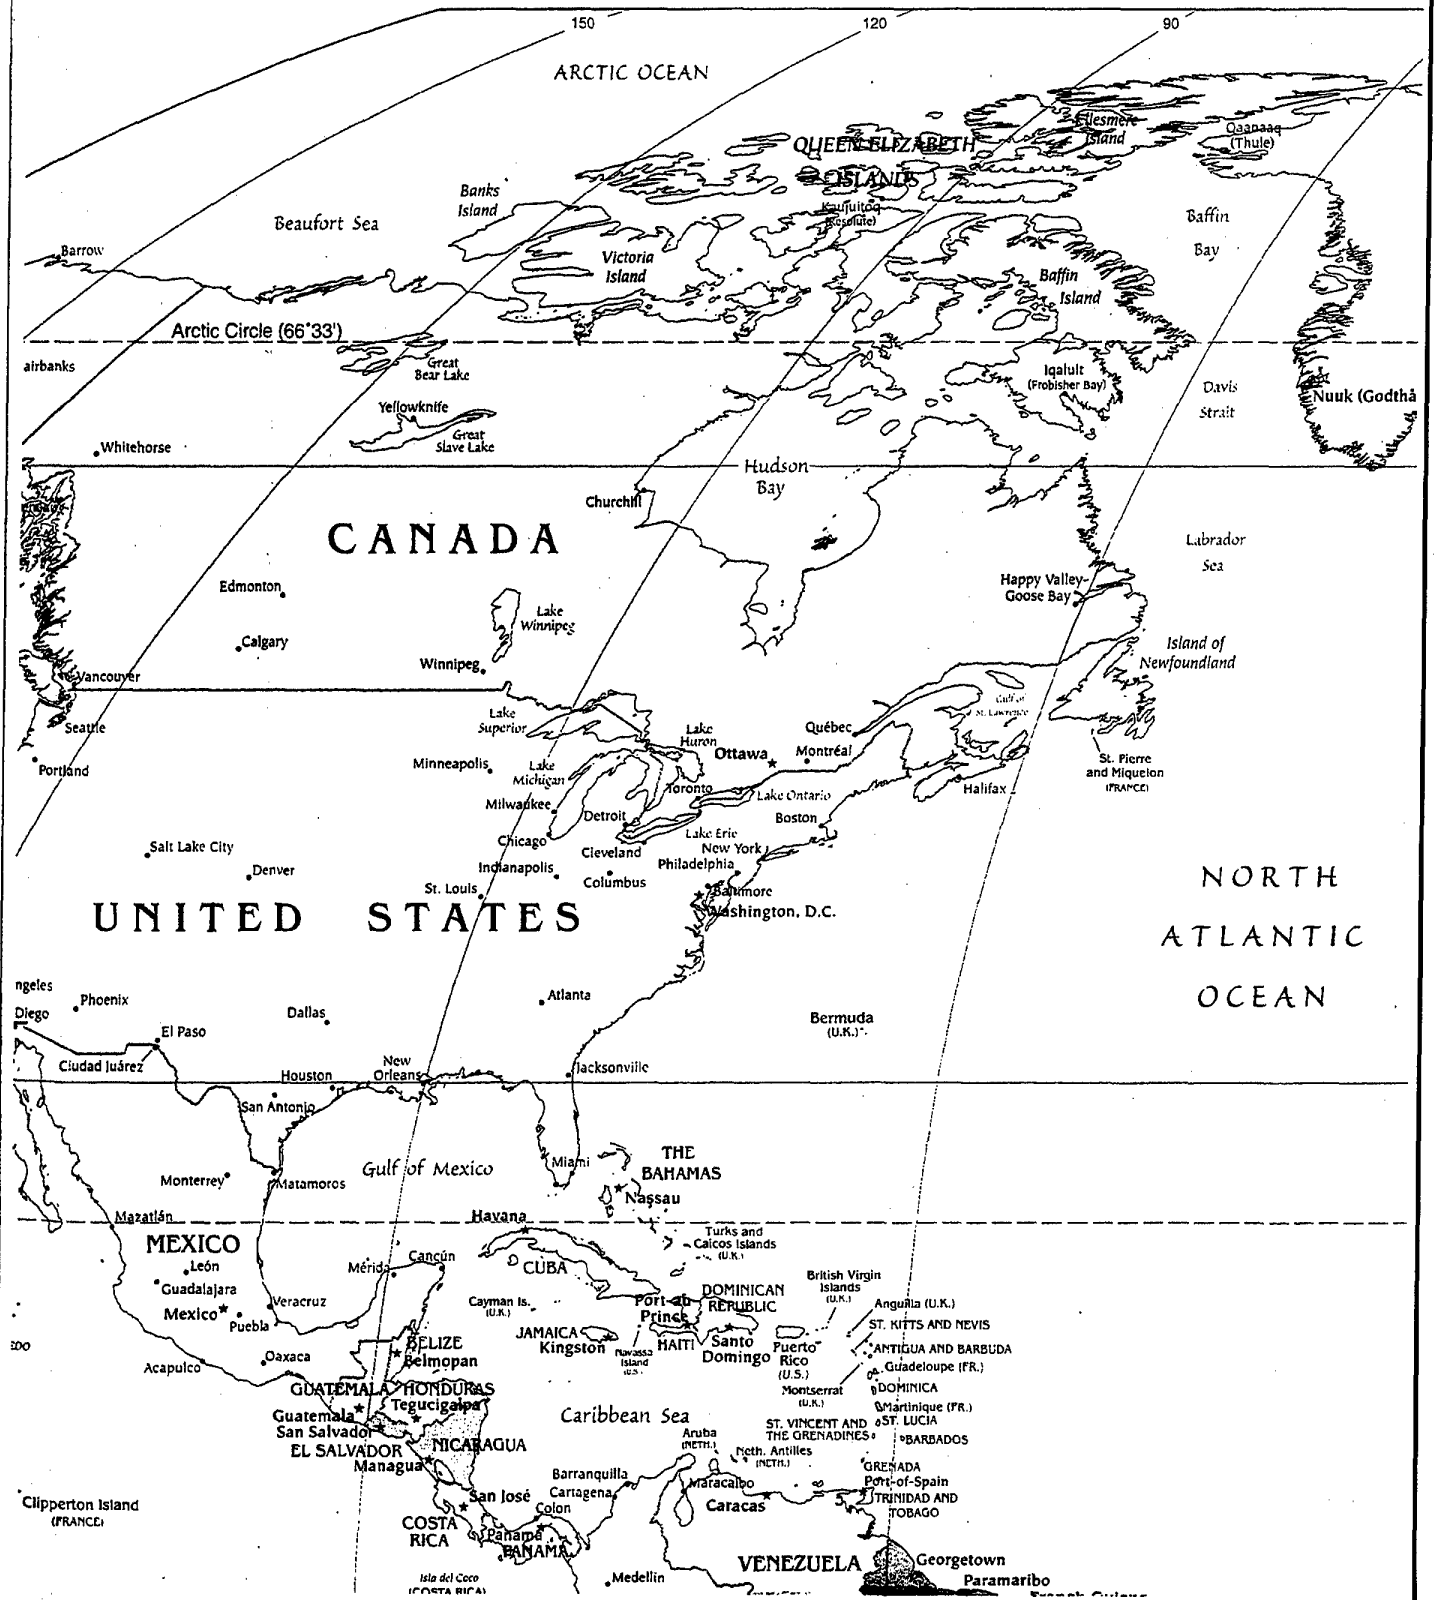 150
120
90
ARCTIC OCEAN
Ellesmere
Island
Qaanaaq
(Thule)
QUEEN ELIZABETH
ISLANDS
Banks
Island
Kaujuitoq
(Resolute)
Beaufort Sea
Baffin
Bay
Barrow
Victoria
Island
Baffin
Island
Arctic Circle (66°33')
airbanks
Great
Bear Lake
Iqaluit
(Frobisher Bay)
Davis
Strait
Nuuk (Godthå
Yellowknife
Great
Slave Lake
Whitehorse
Hudson
Bay
Churchill
CANADA
Labrador
Sea
Edmonton
Happy Valley-
Goose Bay
Lake
Winnipeg
Calgary
Island of
Newfoundland
Winnipeg
Vancouver
Gulf of
St. Lawrence
Lake
Superior
Seattle
Québec
Lake
Huron
Ottawa
Montréal
Minneapolis
Lake
Michigan
Portland
St. Pierre
and Miquelon
(FRANCE)
Toronto
Lake Ontario
Halifax
Milwaukee
Detroit
Boston
Chicago
Lake Erie
Cleveland
New York
Salt Lake City
Philadelphia
Indianapolis
Denver
Columbus
St. Louis
Baltimore
Washington, D.C.
UNITED STATES
NORTH
ATLANTIC
OCEAN
ngeles
Phoenix
Atlanta
Diego
Dallas
Bermuda
(U.K.)
El Paso
Ciudad Juárez
New
Orleans
Jacksonville
Houston
San Antonio
THE
BAHAMAS
Miami
Gulf of Mexico
Monterrey
Matamoros
Nassau
Mazatlán
Havana
Turks and
Caicos Islands
(U.K.)
MEXICO
León
Mérida
Cancún
CUBA
Guadalajara
British Virgin
Islands
(U.K.)
DOMINICAN
REPUBLIC
Cayman Is.
(U.K.)
Port-au-
Prince
Anguilla (U.K.)
Mexico
Veracruz
Puebla
ST. KITTS AND NEVIS
JAMAICA
Kingston
HAITI
Santo
Domingo
Puerto
Rico
(U.S.)
Navassa
Island
(U.S.)
ANTIGUA AND BARBUDA
BELIZE
Belmopan
Guadeloupe (FR.)
Acapulco
Oaxaca
Montserrat
(U.K.)
DOMINICA
GUATEMALA
HONDURAS
Tegucigalpa
Martinique (FR.)
Guatemala
San Salvador
Caribbean Sea
ST. LUCIA
ST. VINCENT AND
THE GRENADINES
BARBADOS
EL SALVADOR
NICARAGUA
Managua
Aruba
(NETH.)
Neth. Antilles
(NETH.)
GRENADA
Port-of-Spain
Barranquilla
Maracaibo
Cartagena
Caracas
TRINIDAD AND
TOBAGO
San José
Colon
Clipperton Island
(FRANCE)
COSTA
RICA
Panama
PANAMA
VENEZUELA
Georgetown
Isla del Coco
(COSTA RICA)
Medellin
Paramaribo